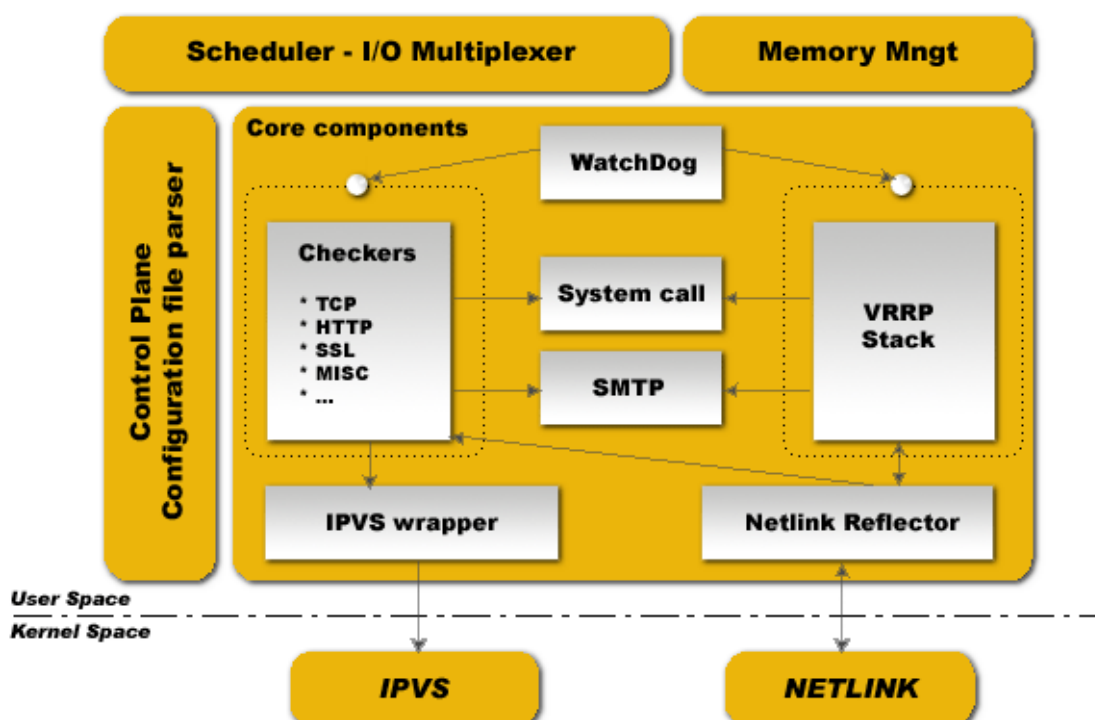 Scheduler - I/O Multiplexer
Memory Mngt
Control Plane
Configuration file parser
Core components
WatchDog
Checkers
* TCP
* HTTP
* SSL
* MISC
* ...
System call
SMTP
VRRP
Stack
IPVS wrapper
Netlink Reflector
User Space
Kernel Space
IPVS
NETLINK